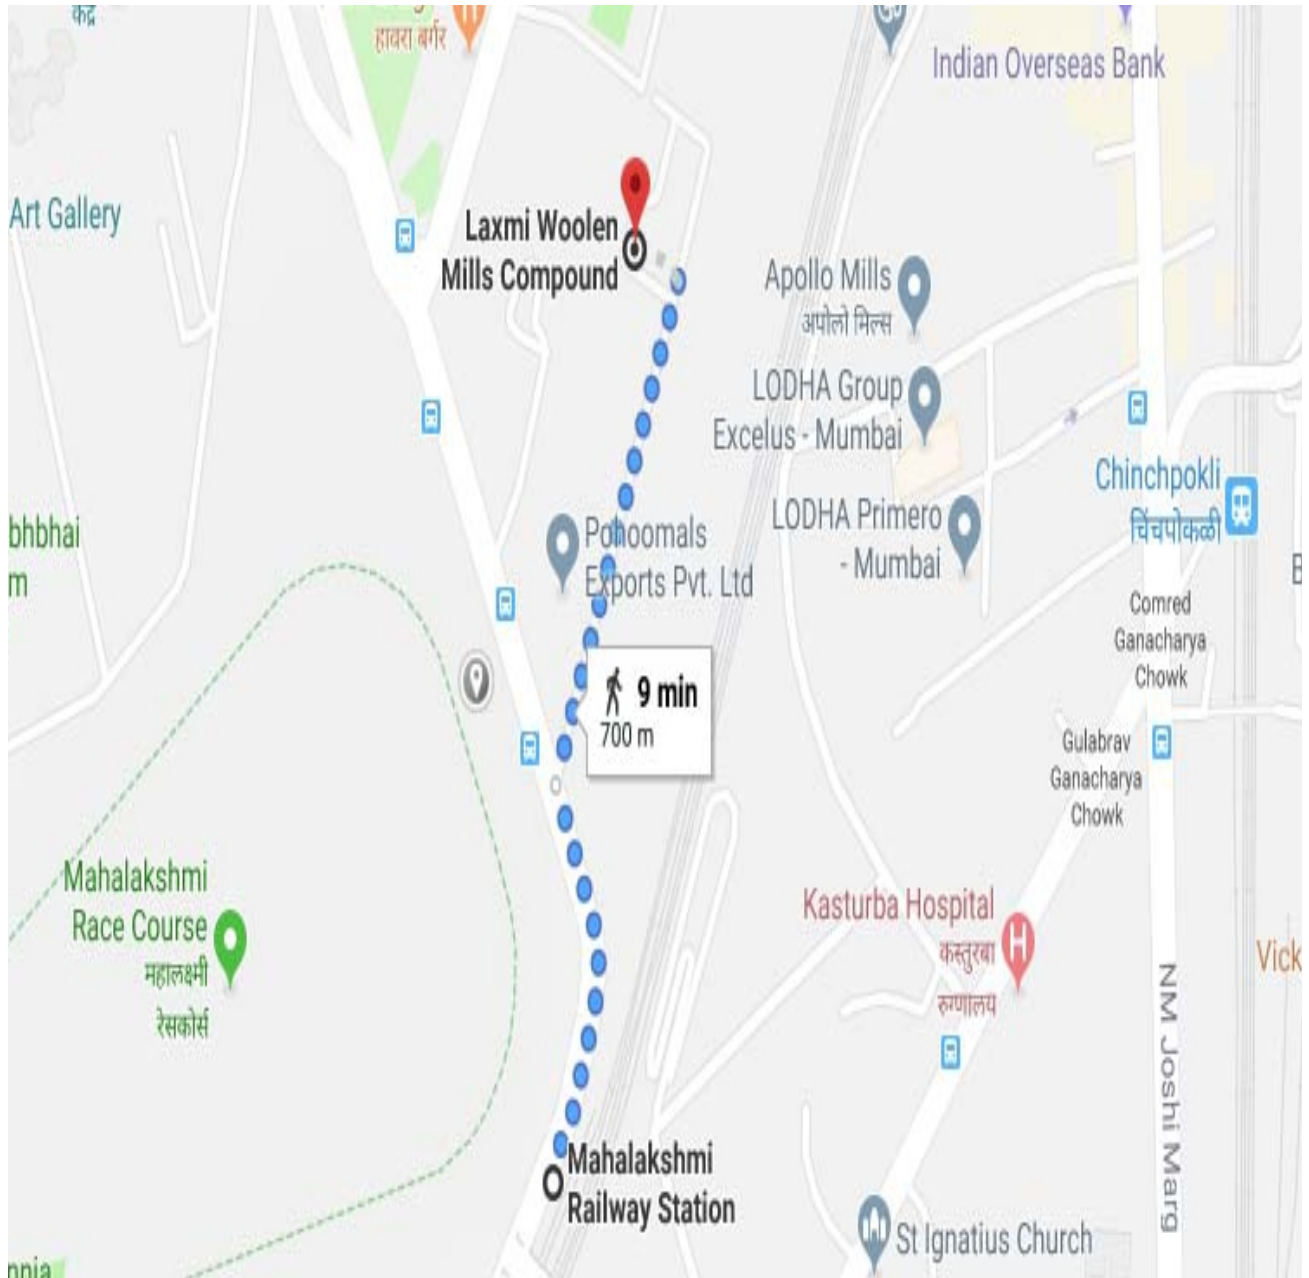 केंद्र
हावरा बर्गर
Indian Overseas Bank
Art Gallery
Laxmi Woolen
Mills Compound
Apollo Mills
अपोलो मिल्स
LODHA Group
Excelus - Mumbai
Chinchpokli
चिंचपोकळी
bhbhai
m
Pohoomals
Exports Pvt. Ltd
LODHA Primero
- Mumbai
B
Comred
Ganacharya
Chowk
9 min
700 m
Gulabrav
Ganacharya
Chowk
Mahalakshmi
Race Course
महालक्ष्मी
रेसकोर्स
Kasturba Hospital
कस्तुरबा
रुग्णालय
H
Vick
NM Joshi Marg
Mahalakshmi
Railway Station
St Ignatius Church
nnia